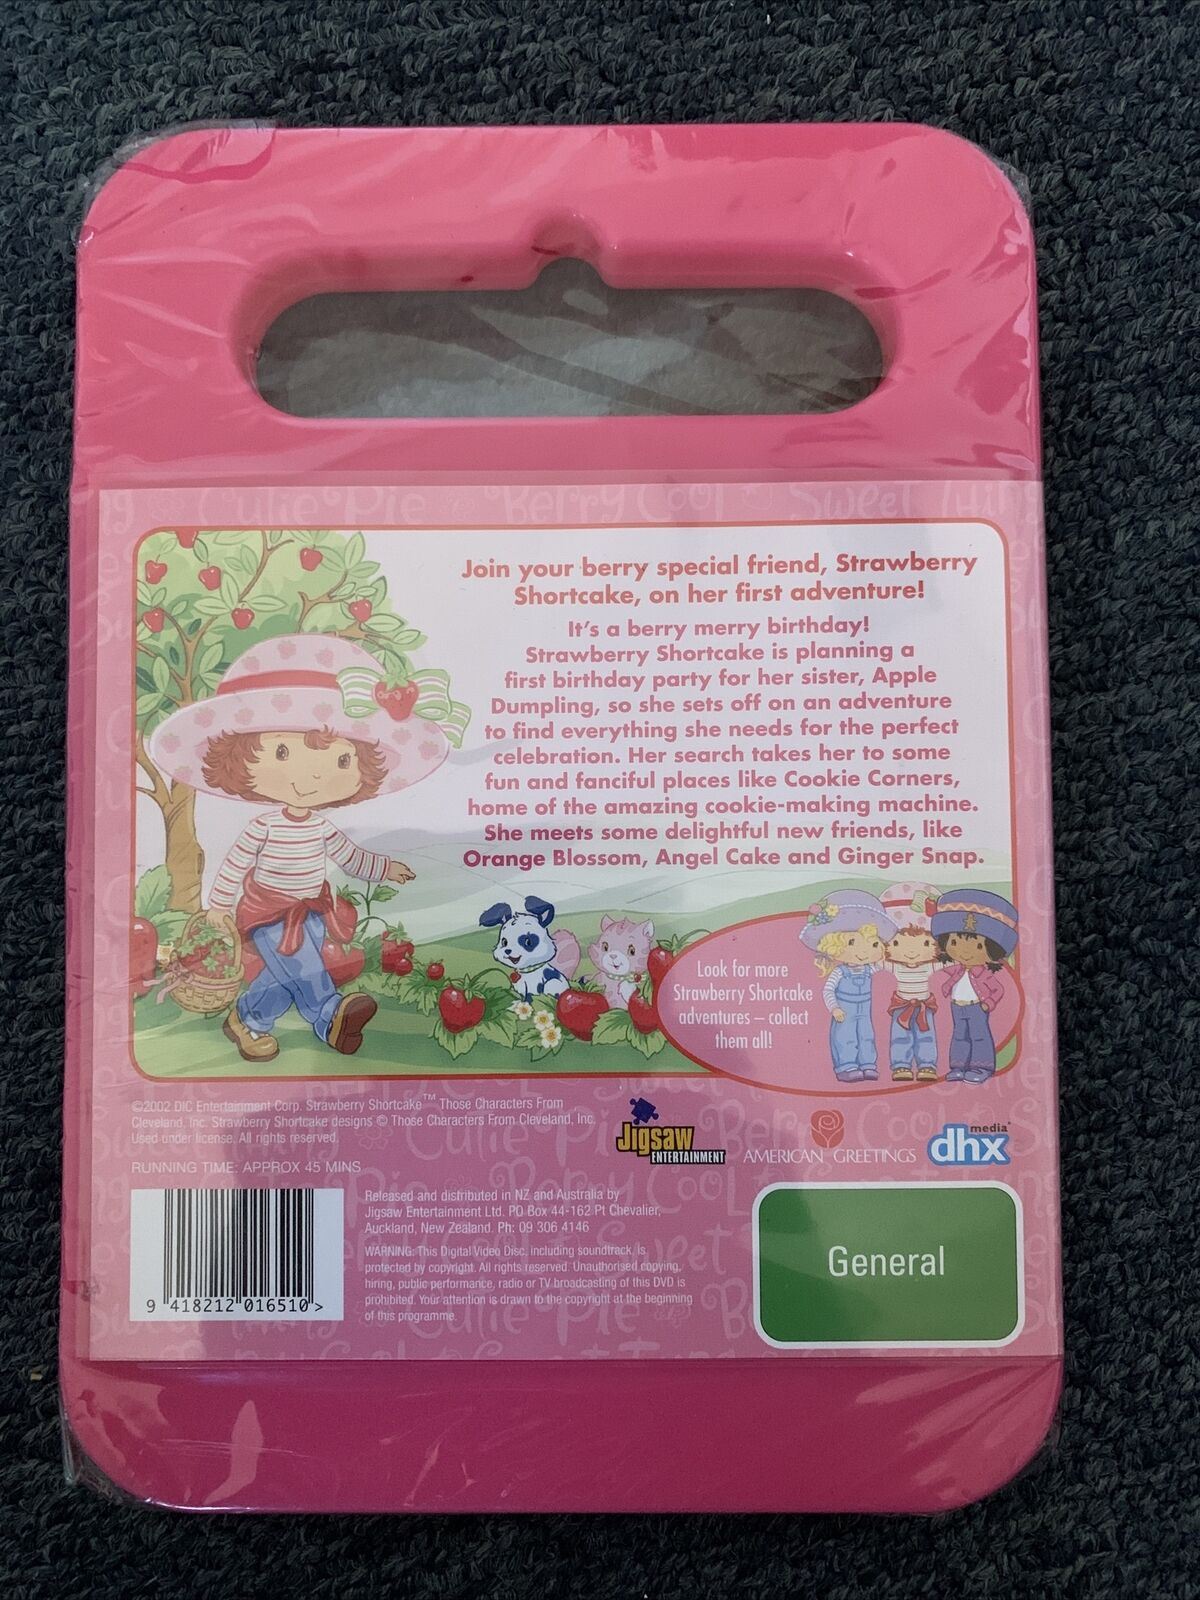 Cutie Pie Berry Cool Sweet Thing
Join your berry special friend, Strawberry
Shortcake, on her first adventure!
It's a berry merry birthday!
Strawberry Shortcake is planning a
first birthday party for her sister, Apple
Dumpling, so she sets off on an adventure
to find everything she needs for the perfect
celebration. Her search takes her to some
fun and fanciful places like Cookie Corners,
home of the amazing cookie-making machine.
She meets some delightful new friends, like
Orange Blossom, Angel Cake and Ginger Snap.
Look for more
Strawberry Shortcake
adventures – collect
them all!
©2002 DIC Entertainment Corp. Strawberry Shortcake™ Those Characters From
Cleveland, Inc. Strawberry Shortcake designs © Those Characters From Cleveland, Inc.
Used under license. All rights reserved.
RUNNING TIME: APPROX 45 MINS
Jigsaw
ENTERTAINMENT
AMERICAN GREETINGS
dhx media
Released and distributed in NZ and Australia by
Jigsaw Entertainment Ltd. PO Box 44-162 Pt Chevalier,
Auckland, New Zealand. Ph: 09 306 4146
WARNING: This Digital Video Disc, including soundtrack, is
protected by copyright. All rights reserved. Unauthorised copying,
hiring, public performance, radio or TV broadcasting of this DVD is
prohibited. Your attention is drawn to the copyright at the beginning
of this programme.
9 418212 016510 >
General